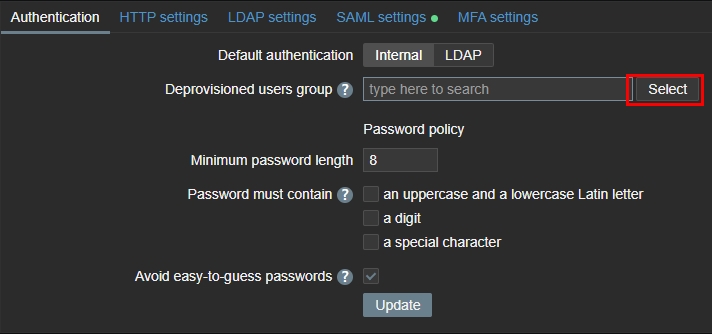 Authentication HTTP settings LDAP settings SAML settings MFA settings
Default authentication Internal LDAP
Deprovisioned users group ? type here to search Select
Password policy
Minimum password length 8
Password must contain ? an uppercase and a lowercase Latin letter
a digit
a special character
Avoid easy-to-guess passwords ?
Update